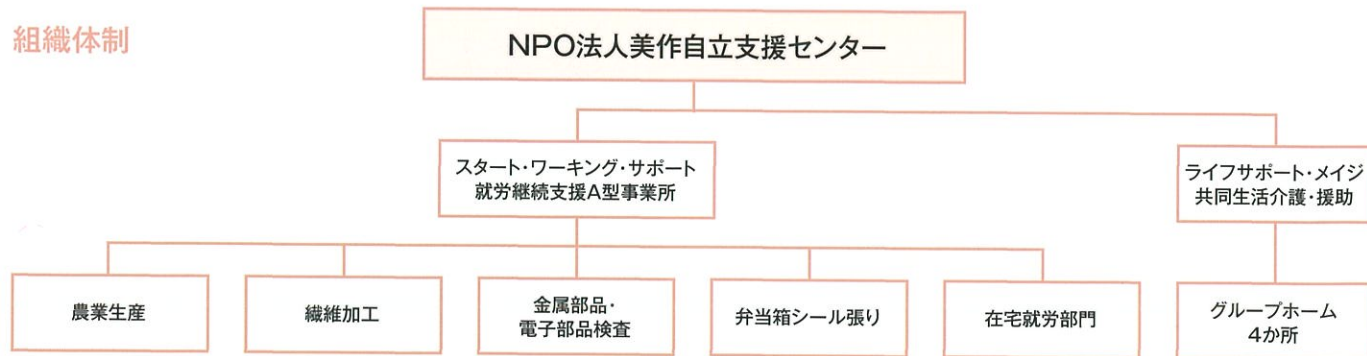 組織体制
NPO法人美作自立支援センター
スタート・ワーキング・サポート
就労継続支援A型事業所
ライフサポート・メイジ
共同生活介護・援助
農業生産
繊維加工
金属部品・
電子部品検査
弁当箱シール張り
在宅就労部門
グループホーム
4か所